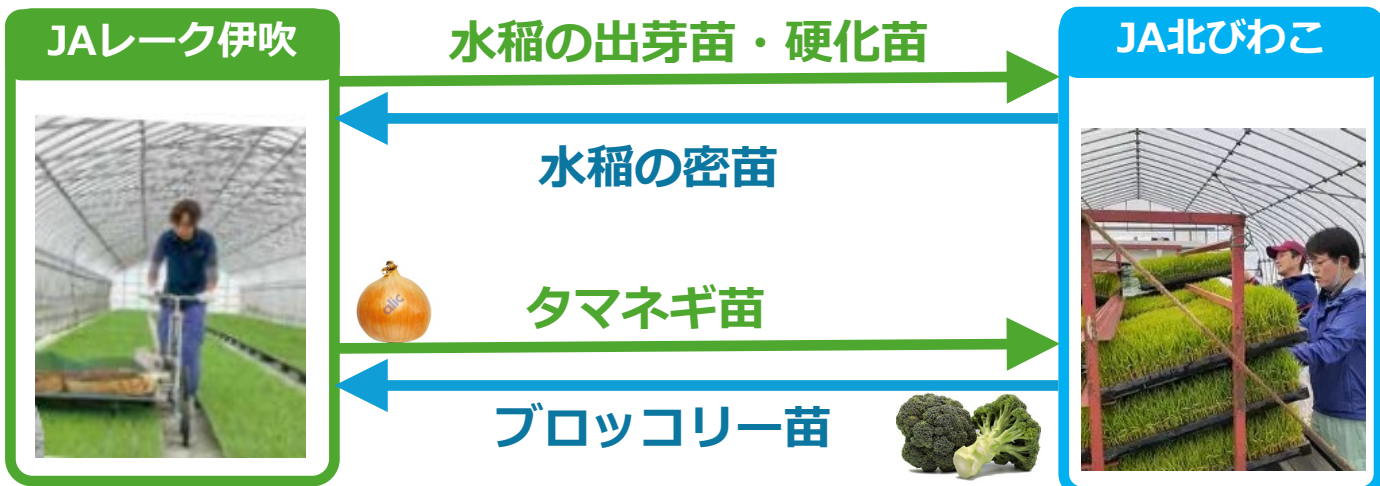 JAレーク伊吹
水稲の出芽苗・硬化苗
JA北びわこ
水稲の密苗
alic
タマネギ苗
ブロッコリー苗